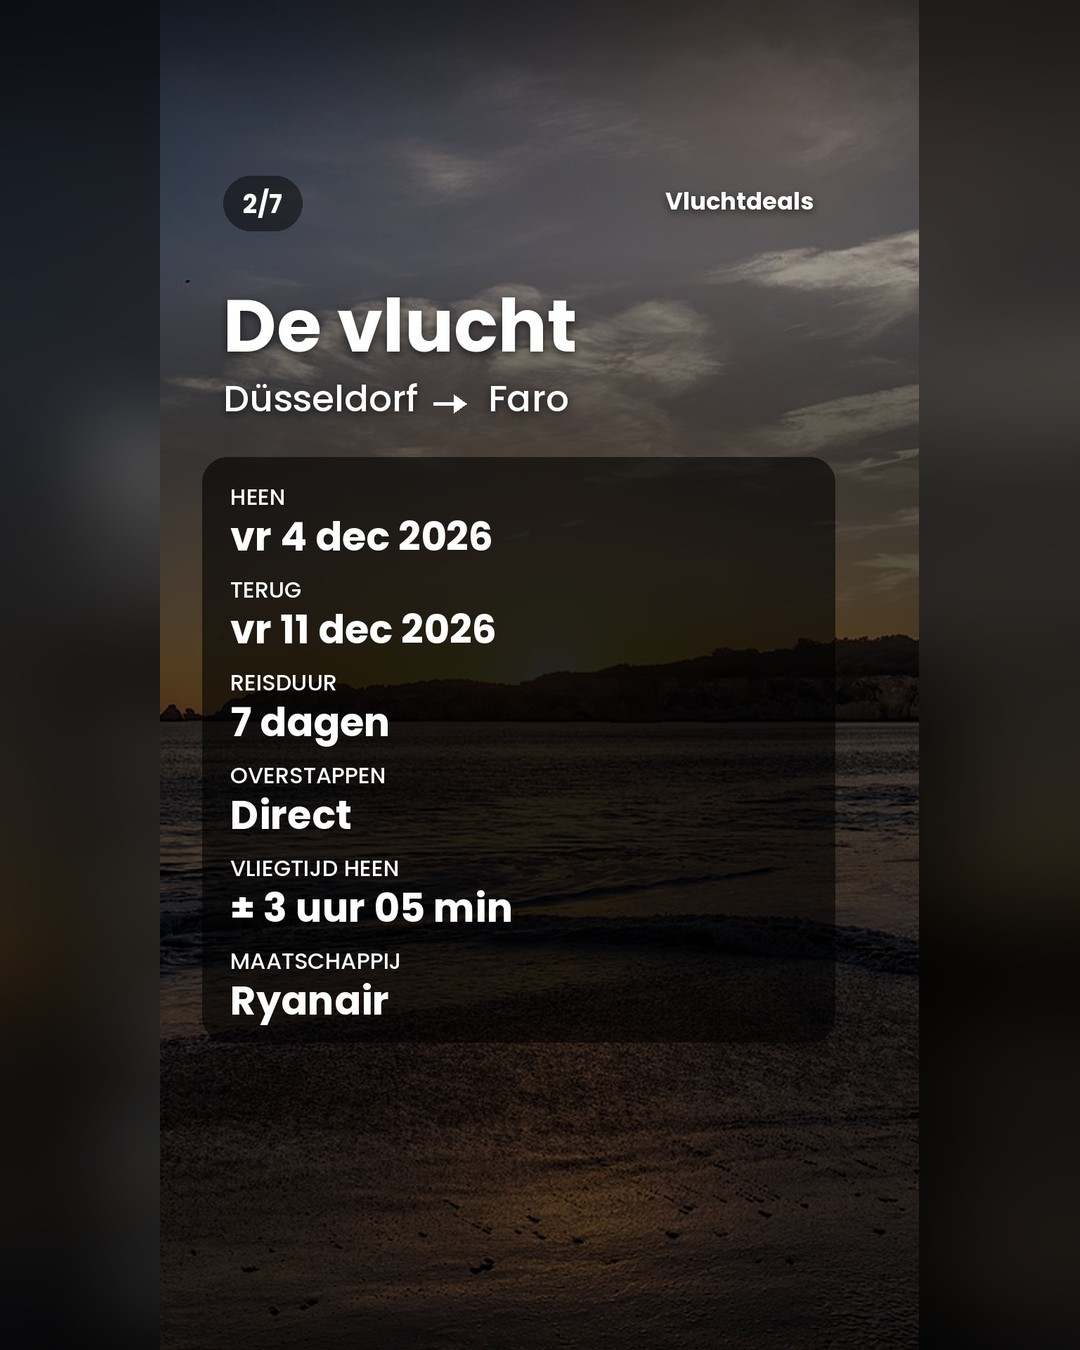 2/7
Vluchtdeals
De vlucht
Düsseldorf → Faro
HEEN
vr 4 dec 2026
TERUG
vr 11 dec 2026
REISDUUR
7 dagen
OVERSTAPPEN
Direct
VLIEGTIJD HEEN
± 3 uur 05 min
MAATSCHAPPIJ
Ryanair